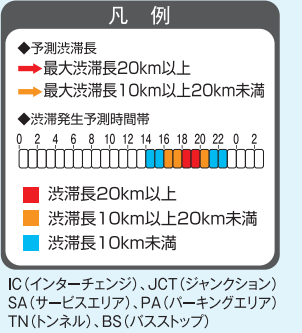 凡 例
◆予測渋滞長
最大渋滞長20km以上
最大渋滞長10km以上20km未満
◆渋滞発生予測時間帯
0 2 4 6 8 10 12 14 16 18 20 22 0 2
渋滞長20km以上
渋滞長10km以上20km未満
渋滞長10km未満
IC(インターチェンジ)、JCT(ジャンクション)
SA(サービスエリア)、PA(パーキングエリア)
TN(トンネル)、BS(バスストップ)